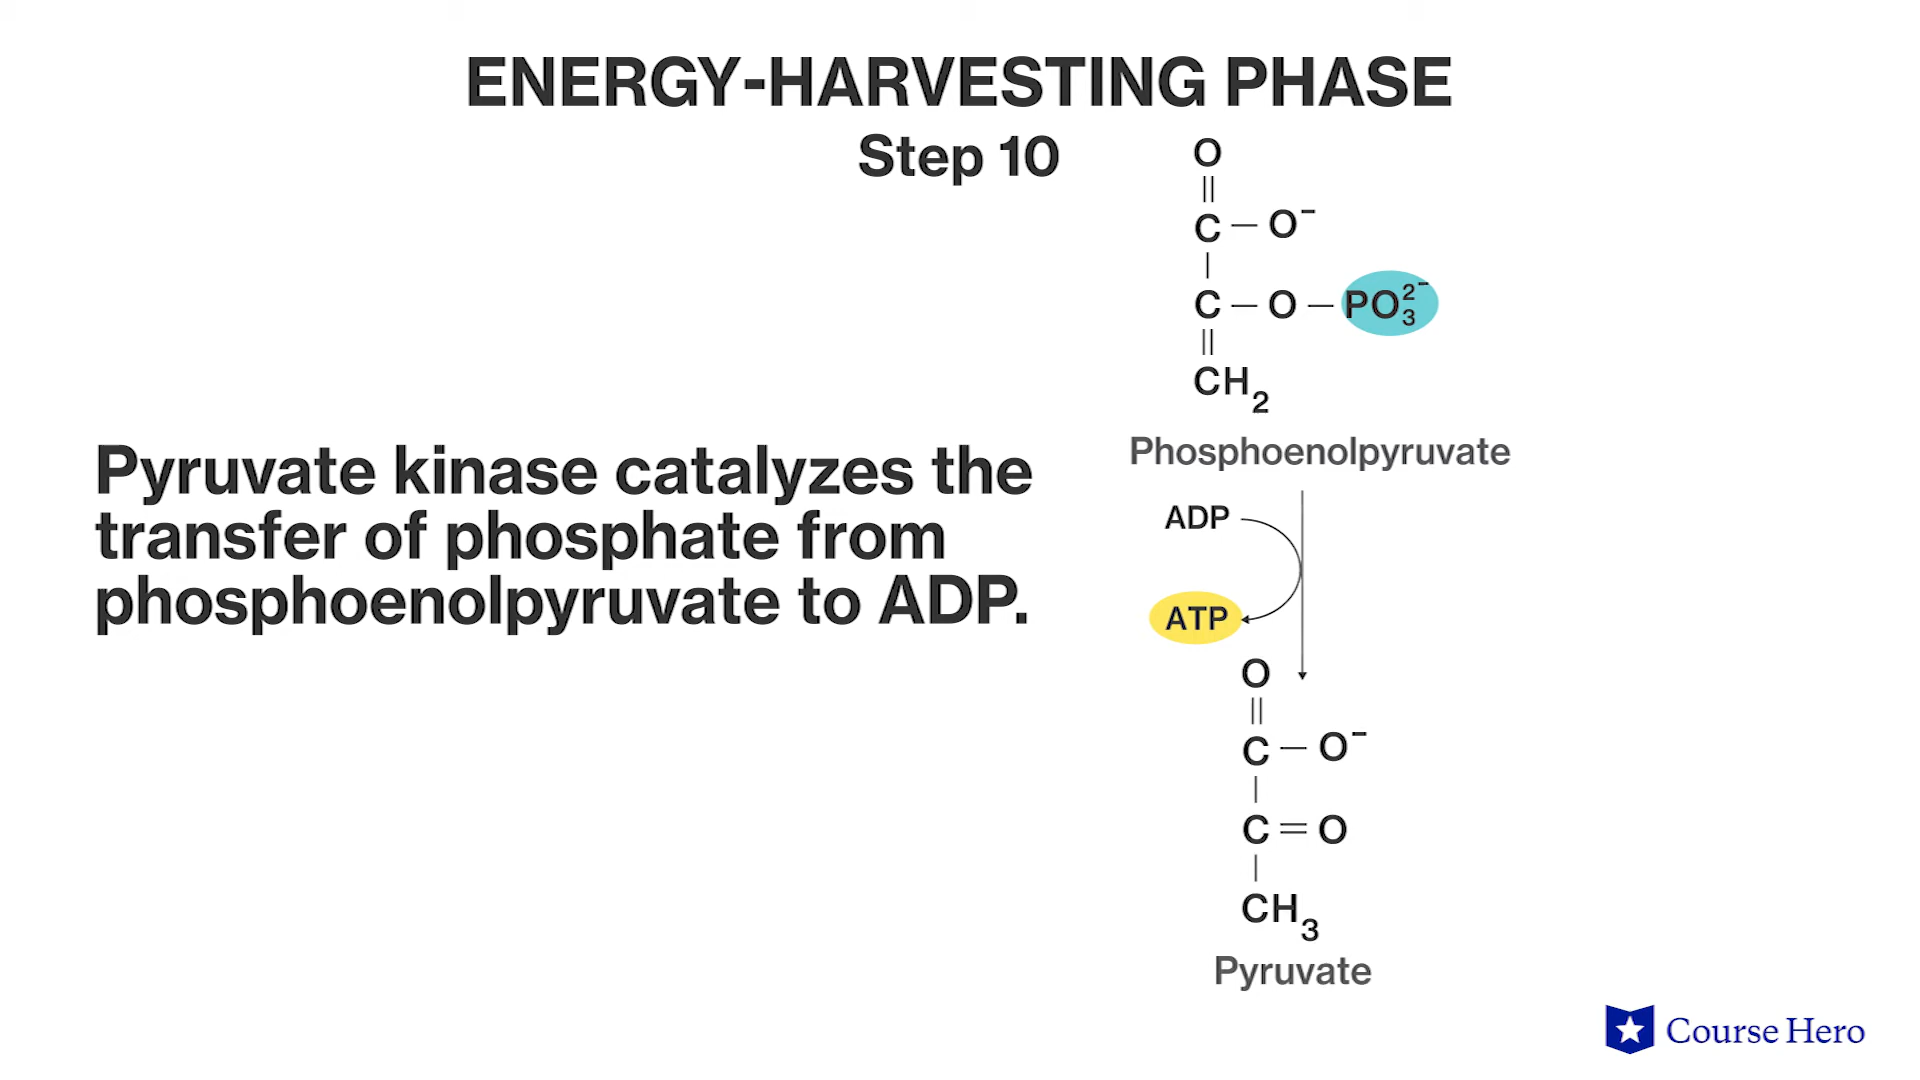 ENERGY-HARVESTING PHASE
Step 10
O
C — O⁻
C — O — PO₃²⁻
CH₂
Phosphoenolpyruvate
Pyruvate kinase catalyzes the
transfer of phosphate from
phosphoenolpyruvate to ADP.
ADP
ATP
O
C — O⁻
C = O
CH₃
Pyruvate
Course Hero